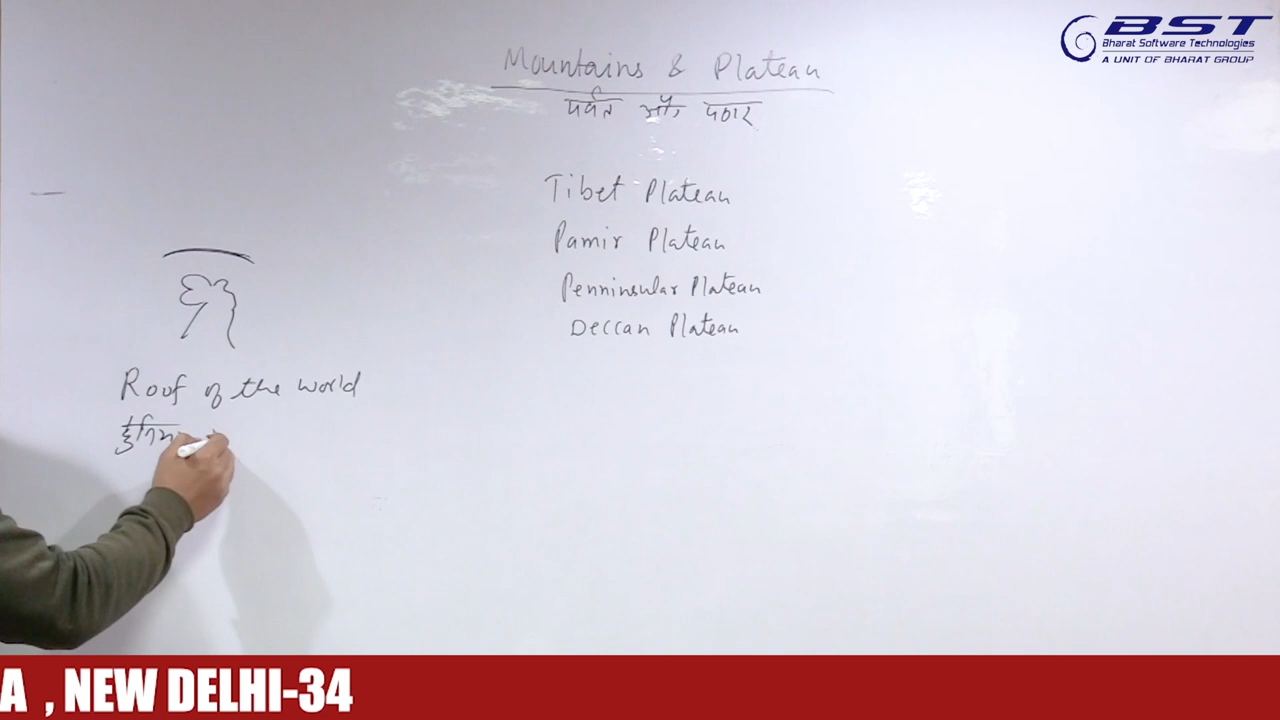 BST
Bharat Software Technologies
A UNIT OF BHARAT GROUP
Mountains & Plateau
पर्वत और पठार
Tibet Plateau
Pamir Plateau
Penninsular Plateau
Deccan Plateau
Roof of the world
A , NEW DELHI-34